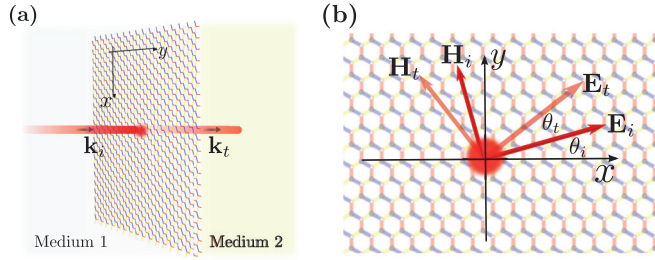 (a)
y
x
k_i
k_t
Medium 1
Medium 2
(b)
H_t
H_i
y
E_t
θ_t
E_i
θ_i
x